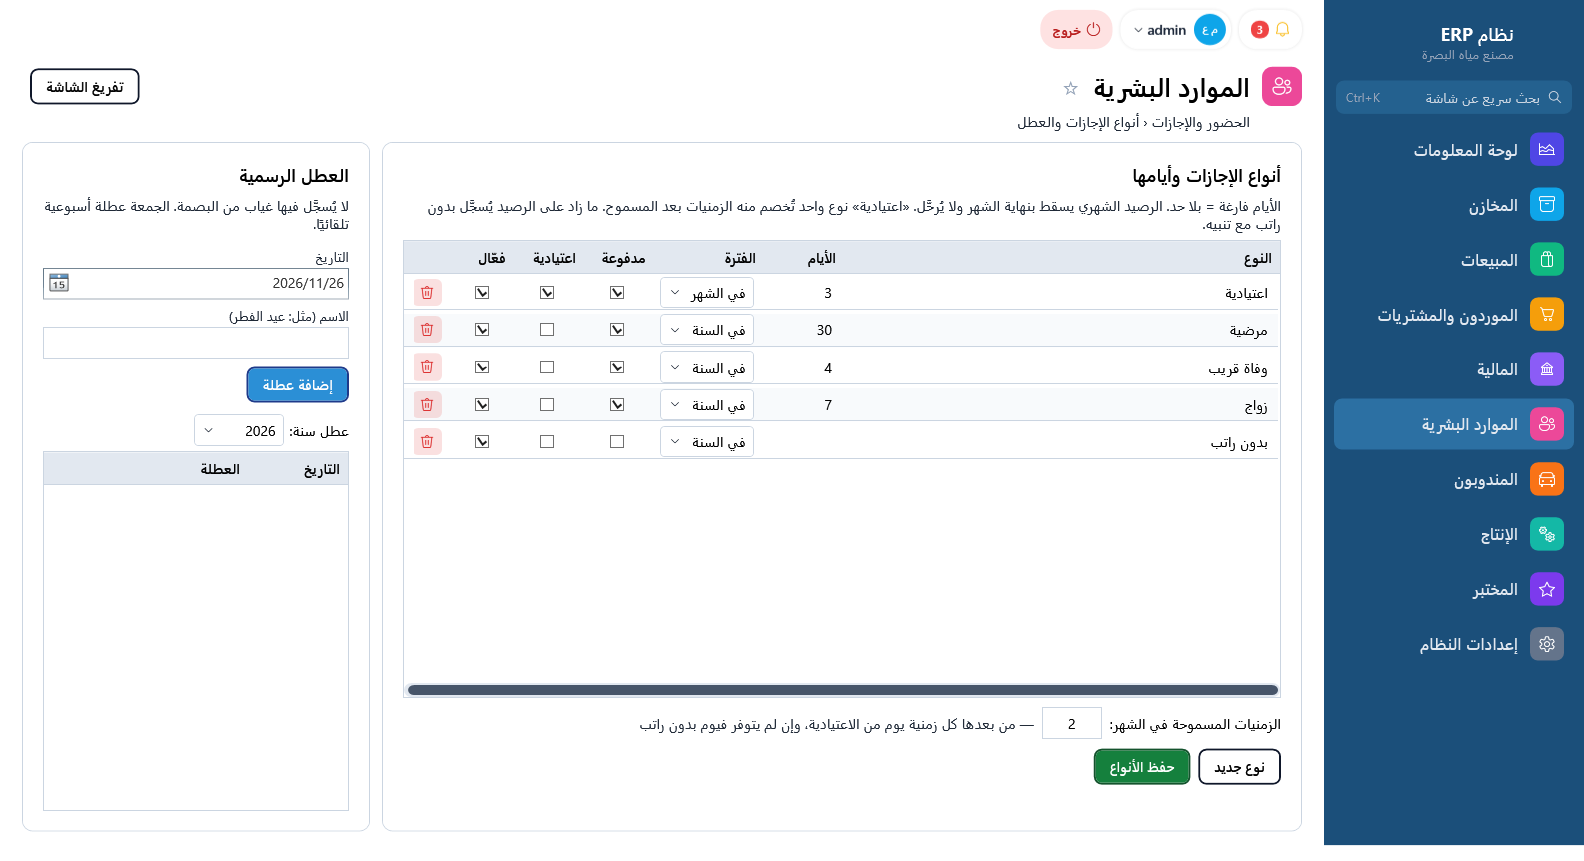 نظام ERP
مصنع مياه البصرة
بحث سريع عن شاشة Ctrl+K
لوحة المعلومات
المخازن
المبيعات
الموردون والمشتريات
المالية
الموارد البشرية
المندوبون
الإنتاج
المختبر
إعدادات النظام
3
م ع admin
خروج
الموارد البشرية
الحضور والإجازات › أنواع الإجازات والعطل
تفريغ الشاشة
أنواع الإجازات وأيامها
الأيام فارغة = بلا حد. الرصيد الشهري يسقط بنهاية الشهر ولا يُرحَّل. «اعتيادية» نوع واحد تُخصم منه الزمنيات بعد المسموح. ما زاد على الرصيد يُسجَّل بدون
راتب مع تنبيه.
النوع الأيام الفترة مدفوعة اعتيادية فعّال
اعتيادية 3 في الشهر
مرضية 30 في السنة
وفاة قريب 4 في السنة
زواج 7 في السنة
بدون راتب في السنة
الزمنيات المسموحة في الشهر: 2 — من بعدها كل زمنية يوم من الاعتيادية، وإن لم يتوفر فيوم بدون راتب
نوع جديد
حفظ الأنواع
العطل الرسمية
لا يُسجَّل فيها غياب من البصمة. الجمعة عطلة أسبوعية
تلقائيًا.
التاريخ
2026/11/26
15
الاسم (مثل: عيد الفطر)
إضافة عطلة
عطل سنة: 2026
التاريخ العطلة